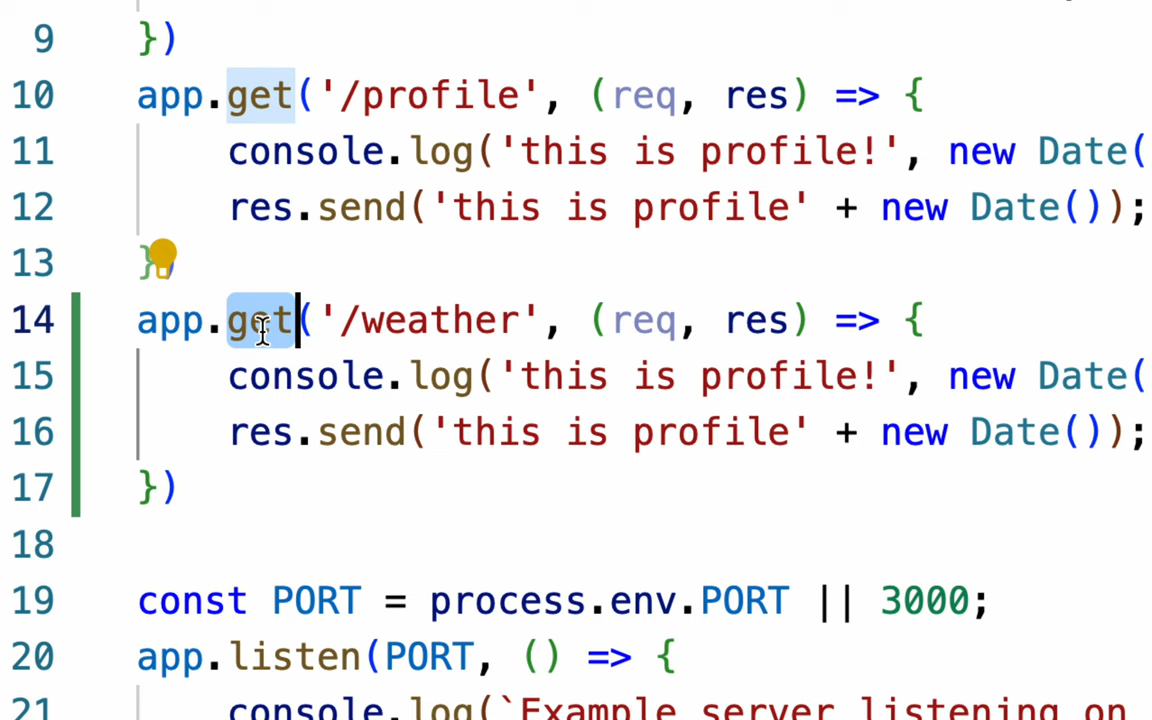 9 })
10 app.get('/profile', (req, res) => {
11 console.log('this is profile!', new Date(
12 res.send('this is profile' + new Date());
13 })
14 app.get('/weather', (req, res) => {
15 console.log('this is profile!', new Date(
16 res.send('this is profile' + new Date());
17 })
18
19 const PORT = process.env.PORT || 3000;
20 app.listen(PORT, () => {
21 console.log(`Example server listening on